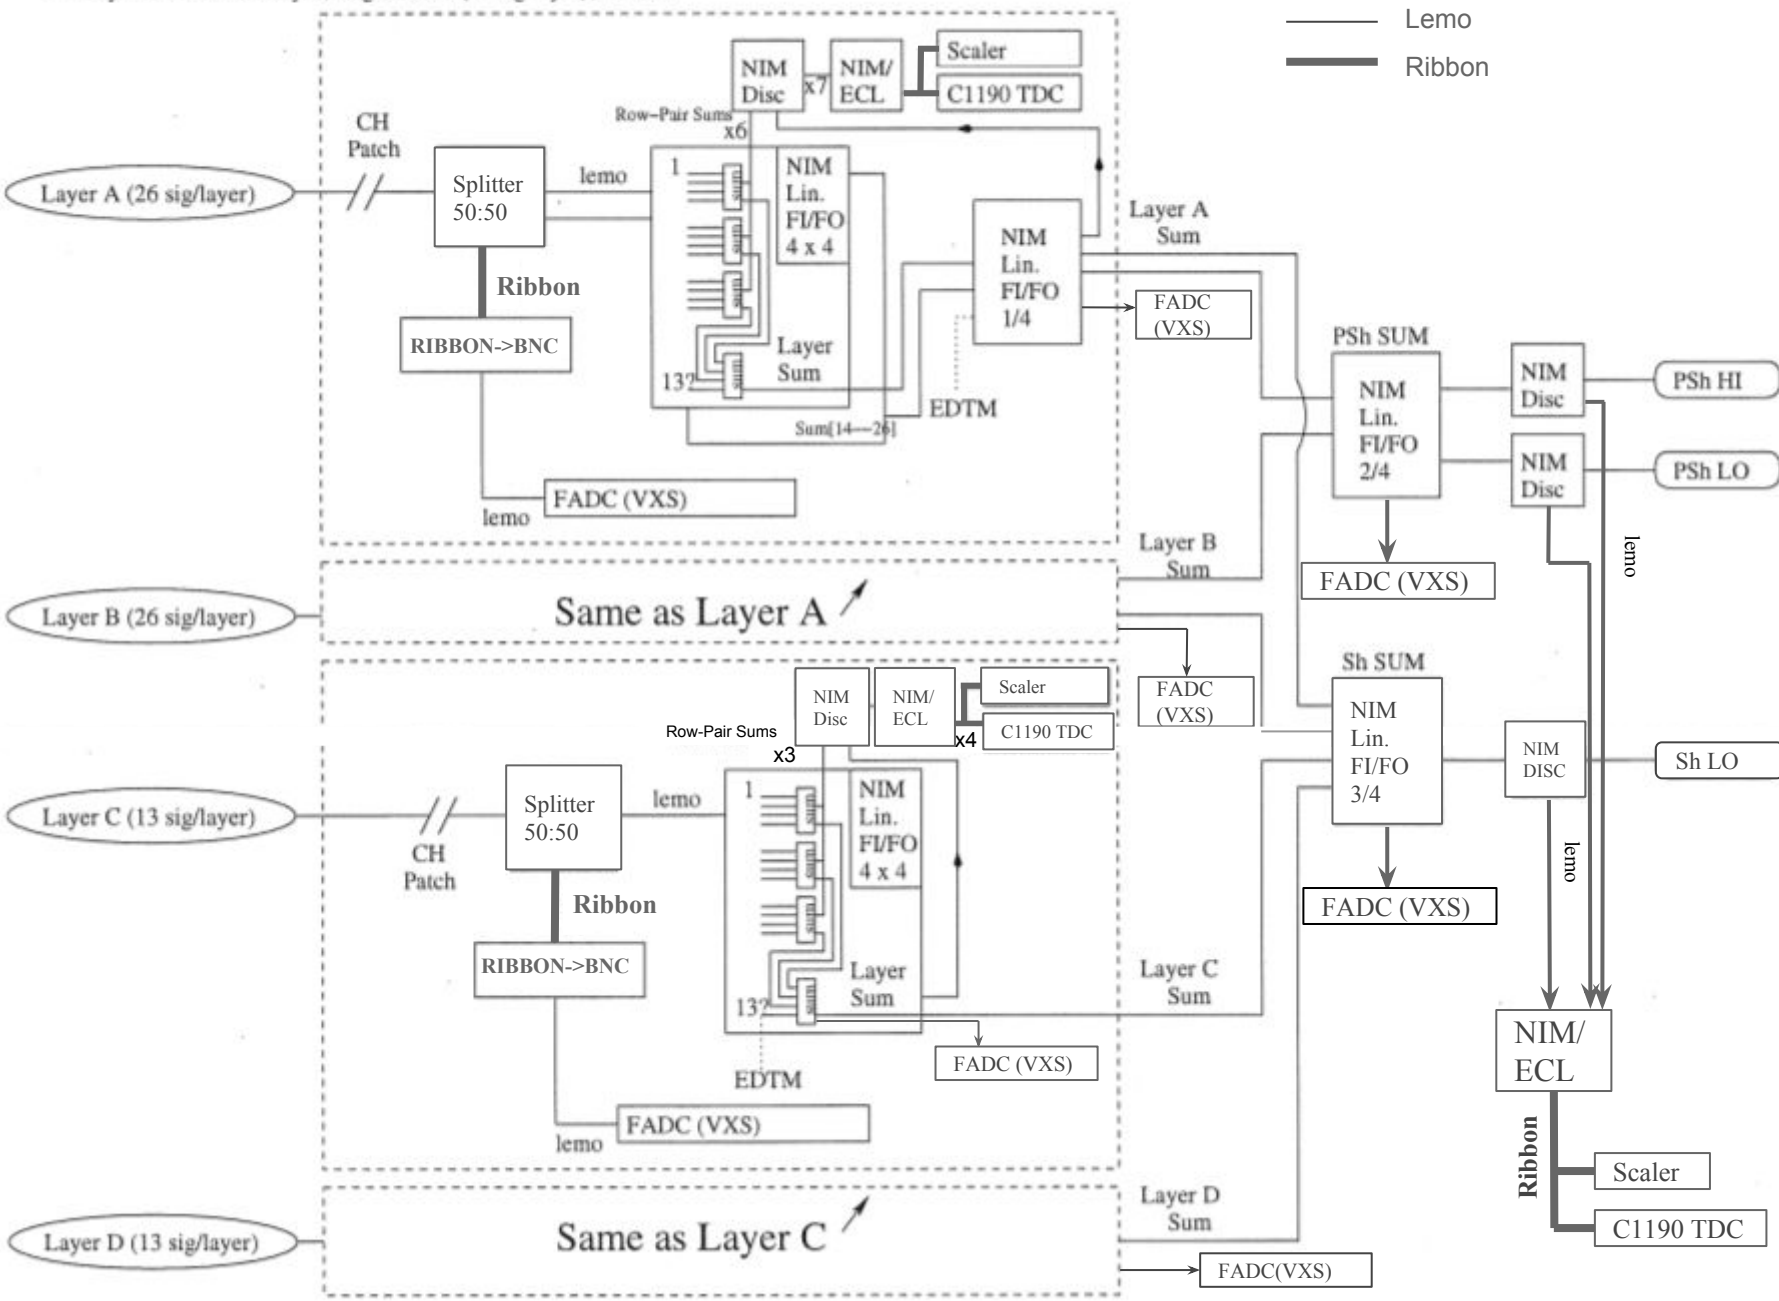 Lemo
Ribbon
NIM
Disc
x7
NIM/
ECL
Scaler
C1190 TDC
Row-Pair Sums
x6
CH
Patch
Layer A (26 sig/layer)
Splitter
50:50
lemo
1
sum
sum
sum
sum
13?
NIM
Lin.
FI/FO
4 x 4
Layer
Sum
Sum[14—26]
Ribbon
RIBBON->BNC
lemo
FADC (VXS)
NIM
Lin.
FI/FO
1/4
EDTM
Layer A
Sum
FADC
(VXS)
PSh SUM
NIM
Lin.
FI/FO
2/4
NIM
Disc
PSh HI
NIM
Disc
PSh LO
FADC (VXS)
lemo
Layer B
Sum
Layer B (26 sig/layer)
Same as Layer A
FADC
(VXS)
Sh SUM
NIM
Lin.
FI/FO
3/4
NIM
DISC
Sh LO
lemo
FADC (VXS)
NIM
Disc
NIM/
ECL
x4
Scaler
C1190 TDC
Row-Pair Sums
x3
Layer C (13 sig/layer)
CH
Patch
Splitter
50:50
lemo
1
sum
sum
sum
sum
13?
NIM
Lin.
FI/FO
4 x 4
Layer
Sum
Ribbon
RIBBON->BNC
EDTM
FADC (VXS)
lemo
FADC (VXS)
Layer C
Sum
NIM/
ECL
Ribbon
Scaler
C1190 TDC
Layer D
Sum
Layer D (13 sig/layer)
Same as Layer C
FADC(VXS)